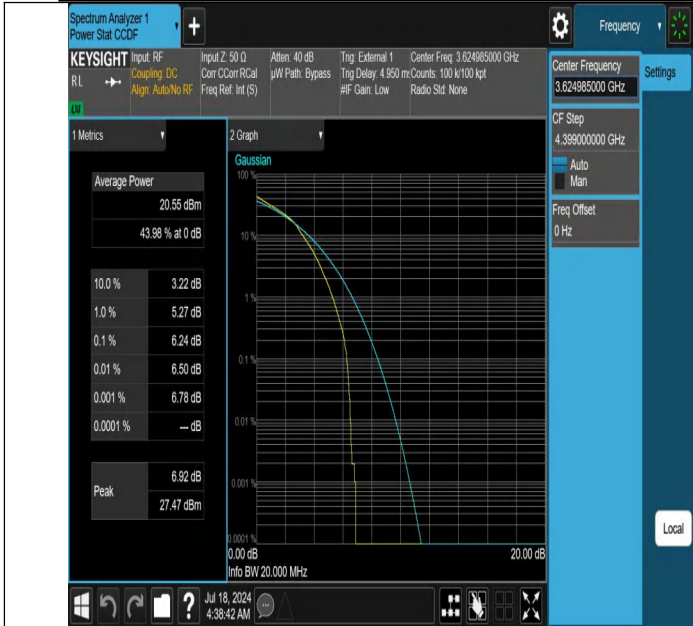 Spectrum Analyzer 1
Power Stat CCDF
Frequency
KEYSIGHT
RL
LXI
Input: RF
Coupling: DC
Align: Auto/No RF
Input Z: 50 Ω
Corr CCorr RCal
Freq Ref: Int (S)
Atten: 40 dB
µW Path: Bypass
Trig: External 1
Trig Delay: 4.950 ms
#IF Gain: Low
Center Freq: 3.624985000 GHz
Counts: 100 k/100 kpt
Radio Std: None
Center Frequency
3.624985000 GHz
Settings
CF Step
4.399000000 GHz
Auto
Man
Freq Offset
0 Hz
1 Metrics
Average Power
20.55 dBm
43.98 % at 0 dB
10.0 % 3.22 dB
1.0 % 5.27 dB
0.1 % 6.24 dB
0.01 % 6.50 dB
0.001 % 6.78 dB
0.0001 % --- dB
Peak
6.92 dB
27.47 dBm
2 Graph
Gaussian
100 %
10 %
1 %
0.1 %
0.01 %
0.001 %
0.0001 %
0.00 dB 20.00 dB
Info BW 20.000 MHz
Local
Jul 18, 2024
4:38:42 AM